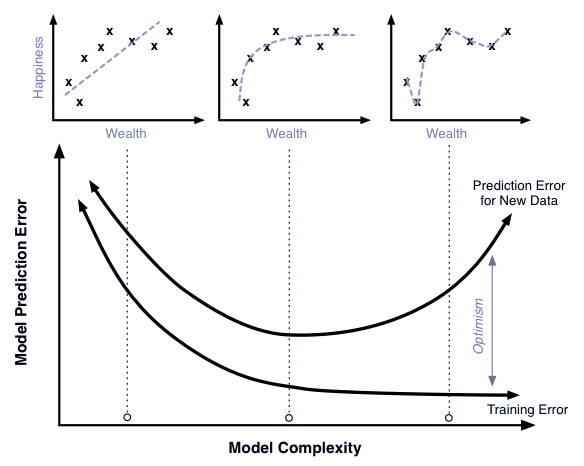 Happiness
Wealth
Wealth
Wealth
Model Prediction Error
Prediction Error
for New Data
Optimism
Training Error
Model Complexity